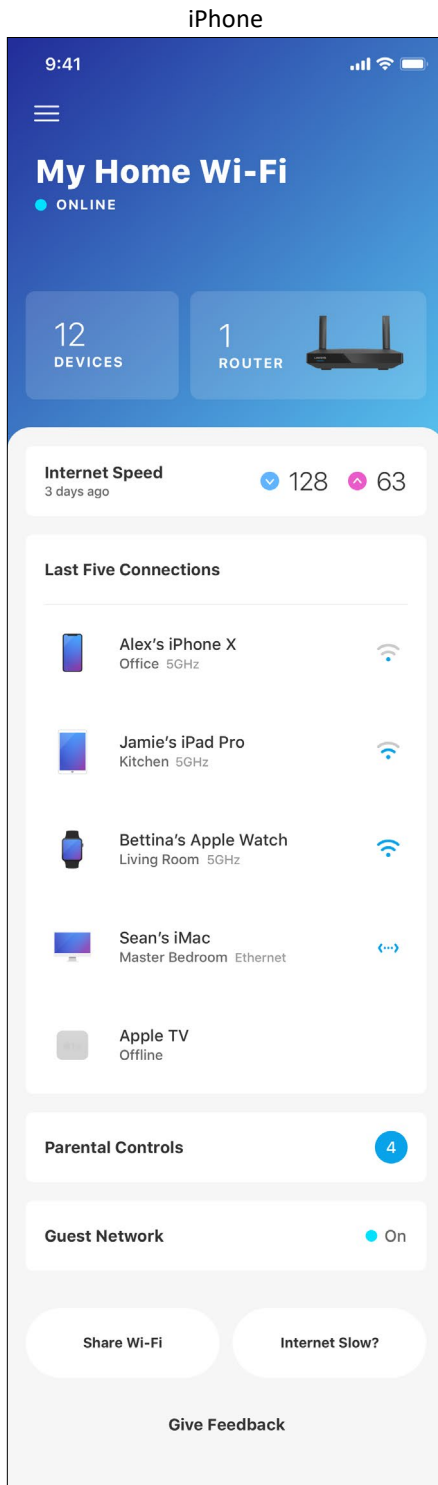 iPhone
9:41
My Home Wi-Fi
ONLINE
12
DEVICES
1
ROUTER
Internet Speed
3 days ago
128
63
Last Five Connections
Alex’s iPhone X
Office 5GHz
Jamie’s iPad Pro
Kitchen 5GHz
Bettina’s Apple Watch
Living Room 5GHz
Sean’s iMac
Master Bedroom Ethernet
Apple TV
Offline
Parental Controls
4
Guest Network
On
Share Wi-Fi
Internet Slow?
Give Feedback